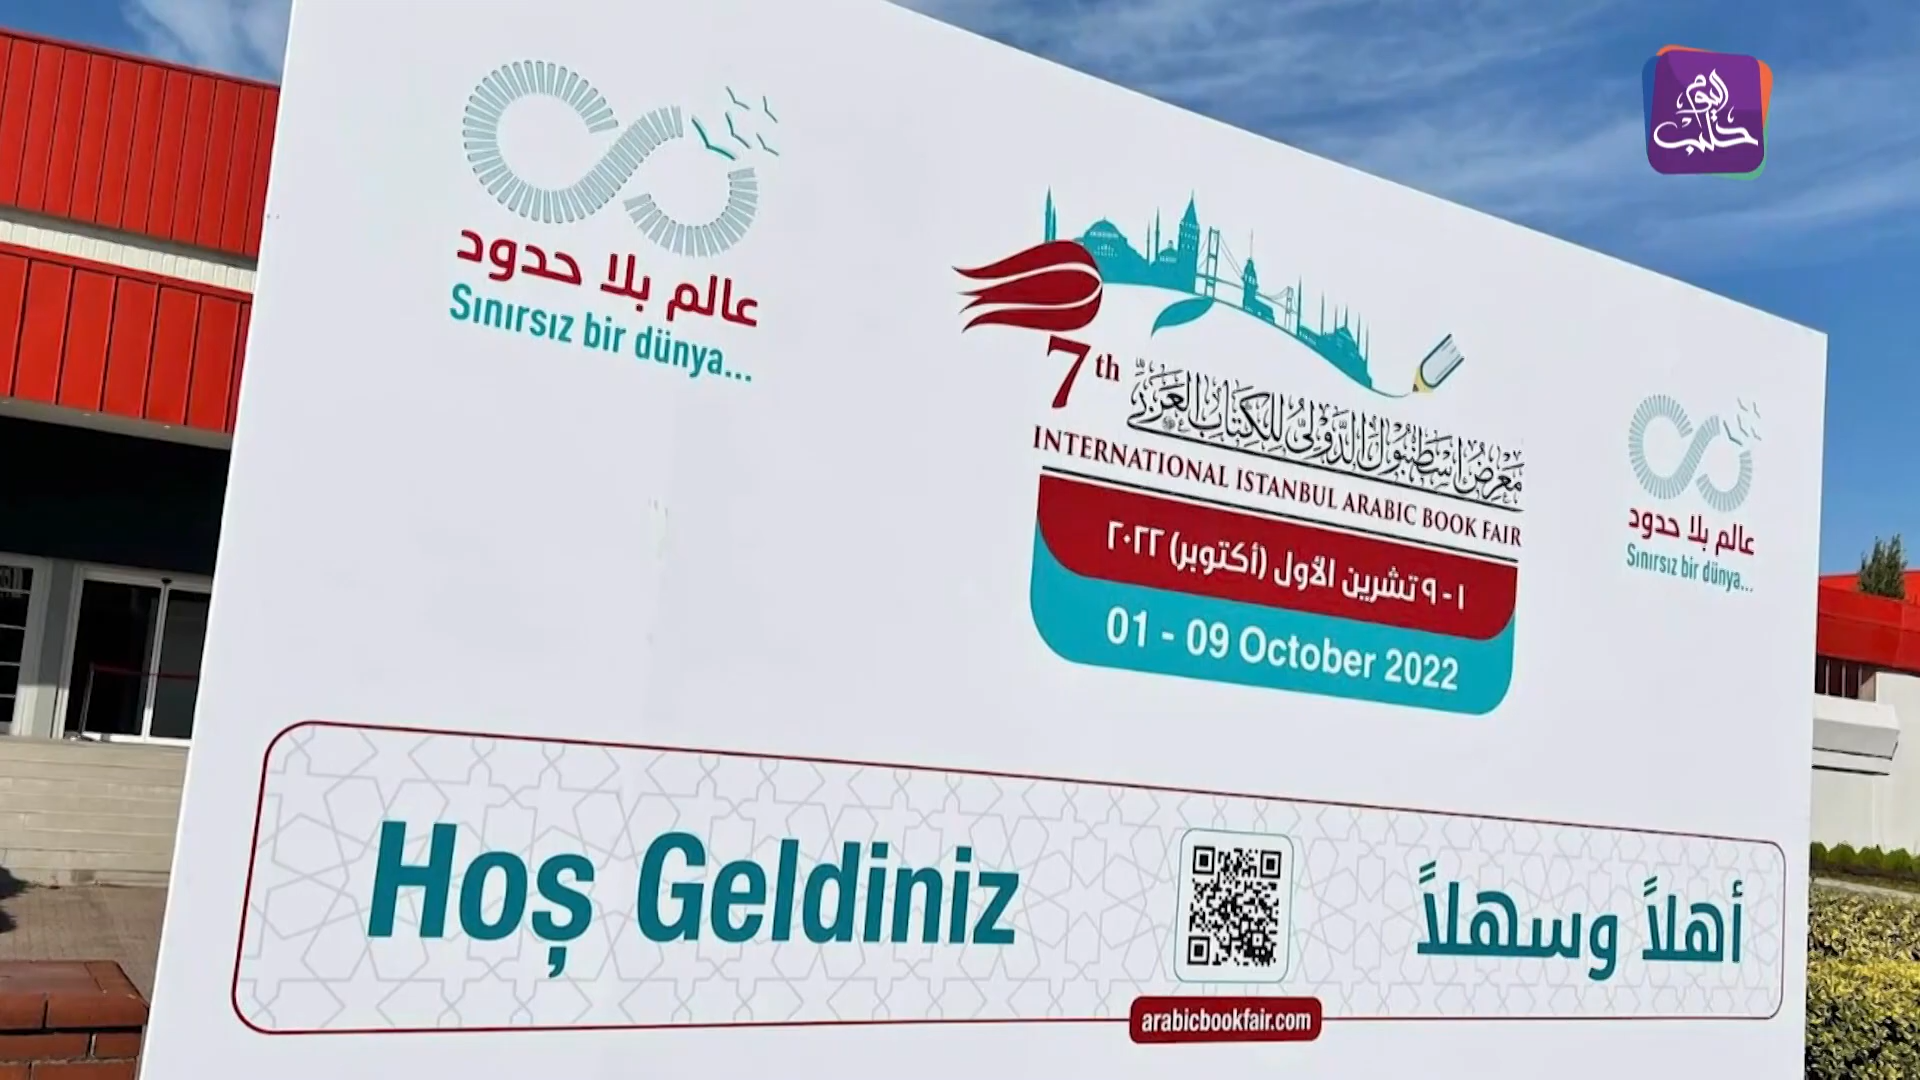 حلب اليوم
عالم بلا حدود
Sınırsız bir dünya...
7th
معرض اسطنبول الدولي للكتاب العربي
INTERNATIONAL ISTANBUL ARABIC BOOK FAIR
١ - ٩ تشرين الأول (أكتوبر) ٢٠٢٢
01 - 09 October 2022
عالم بلا حدود
Sınırsız bir dünya...
Hoş Geldiniz
أهلاً وسهلاً
arabicbookfair.com